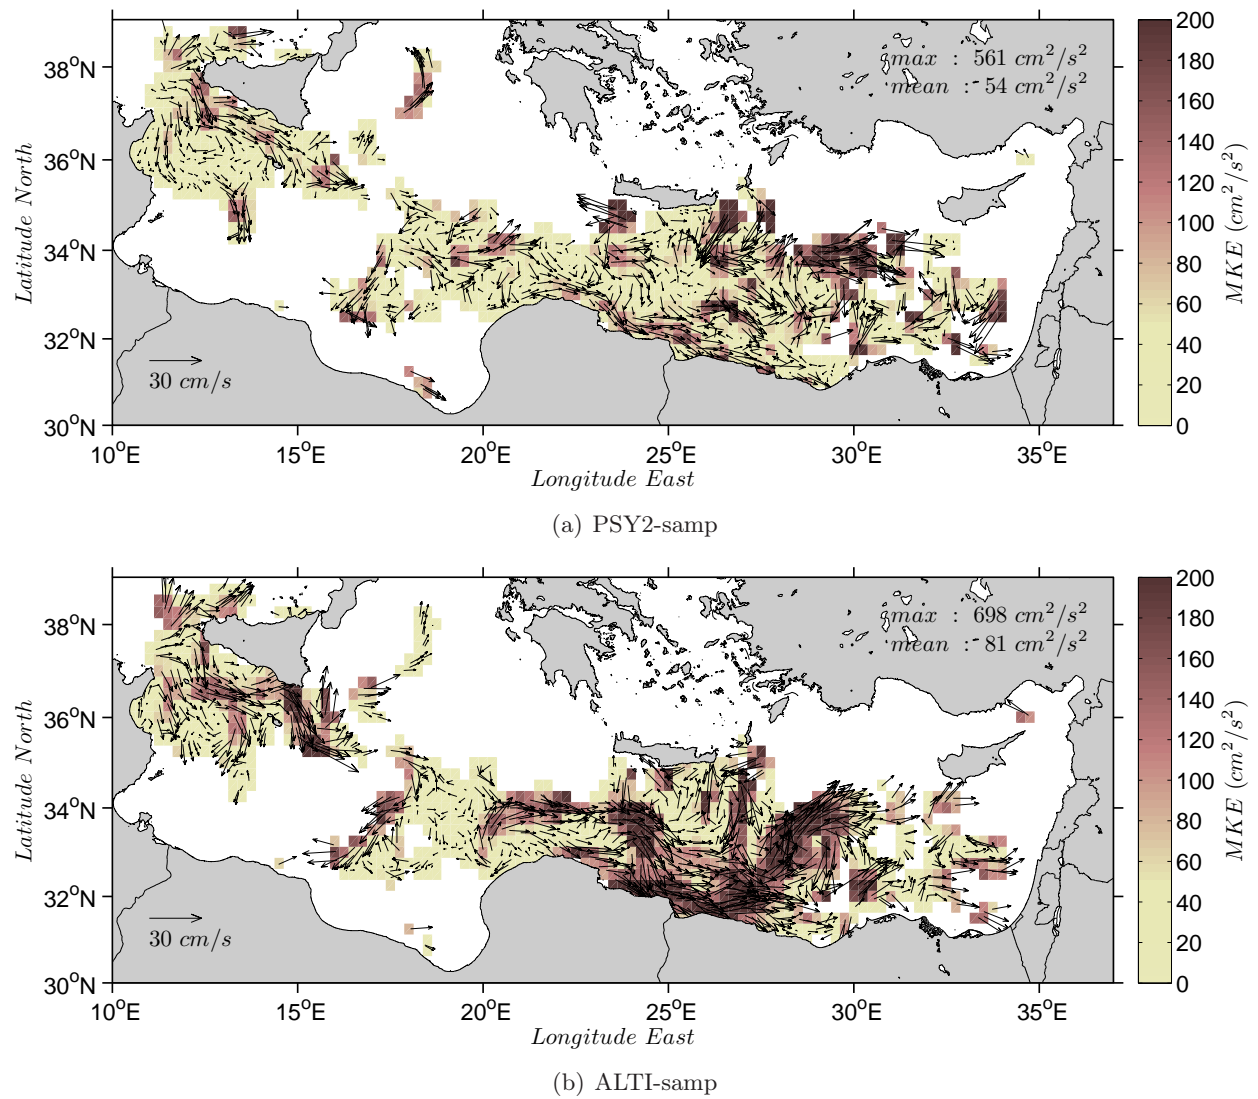 200
180
160
140
120
100
80
60
40
20
0
MKE (cm²/s²)
max : 561 cm²/s²
mean : 54 cm²/s²
38°N
36°N
34°N
32°N
30°N
Latitude North
30 cm/s
10°E 15°E 20°E 25°E 30°E 35°E
Longitude East
(a) PSY2-samp
200
180
160
140
120
100
80
60
40
20
0
MKE (cm²/s²)
max : 698 cm²/s²
mean : 81 cm²/s²
38°N
36°N
34°N
32°N
30°N
Latitude North
30 cm/s
10°E 15°E 20°E 25°E 30°E 35°E
Longitude East
(b) ALTI-samp